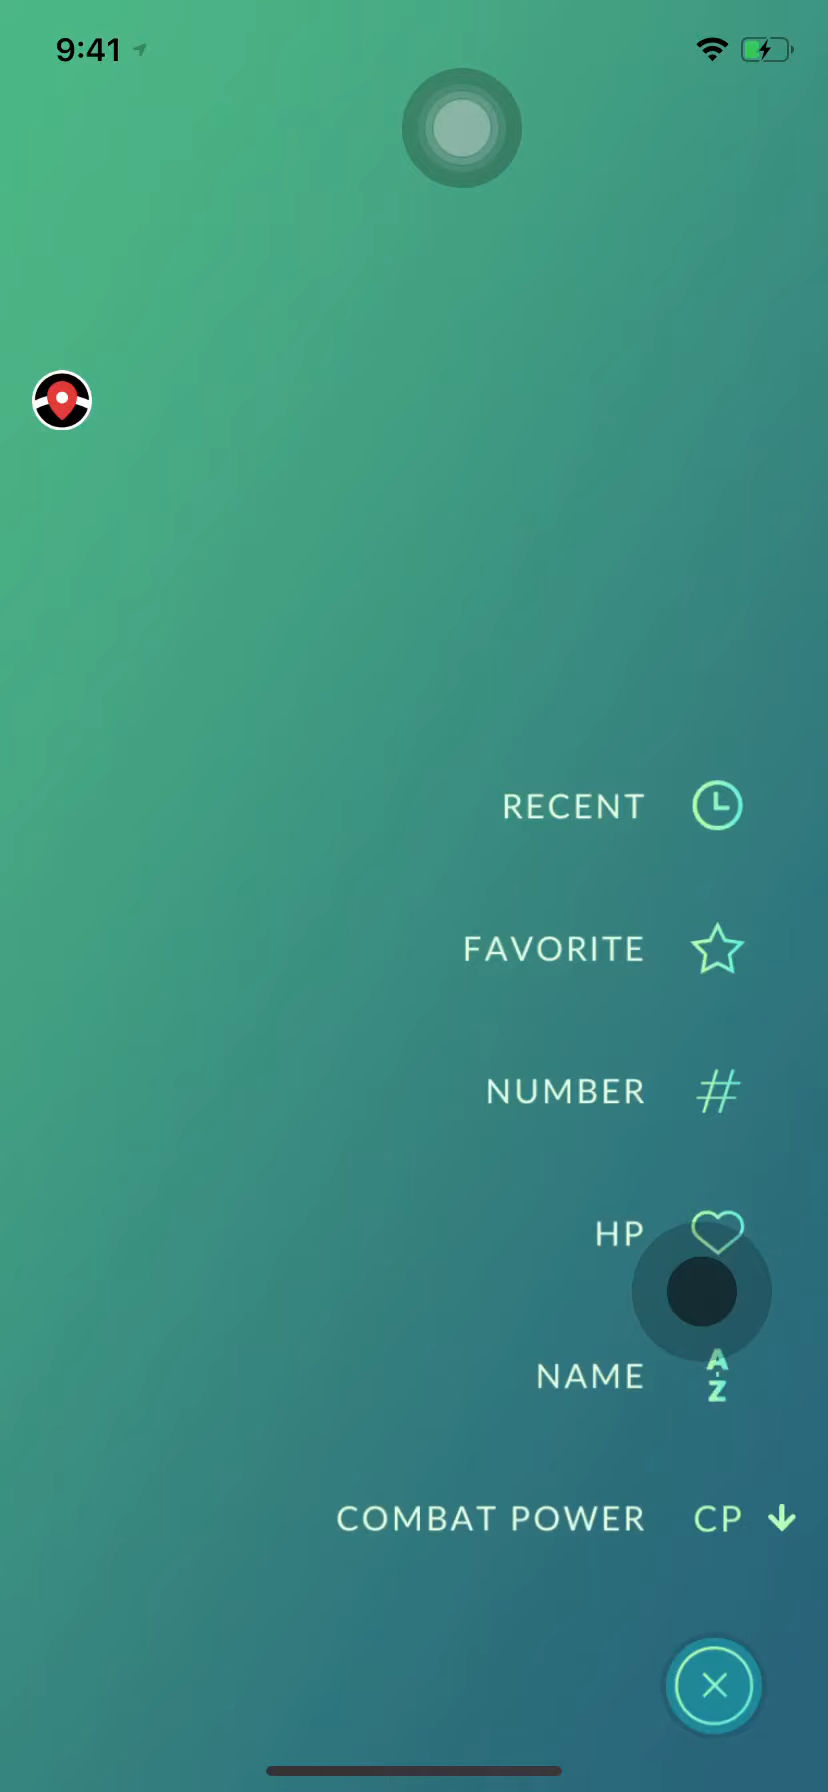 9:41
RECENT
FAVORITE
NUMBER #
HP
NAME A-Z
COMBAT POWER CP